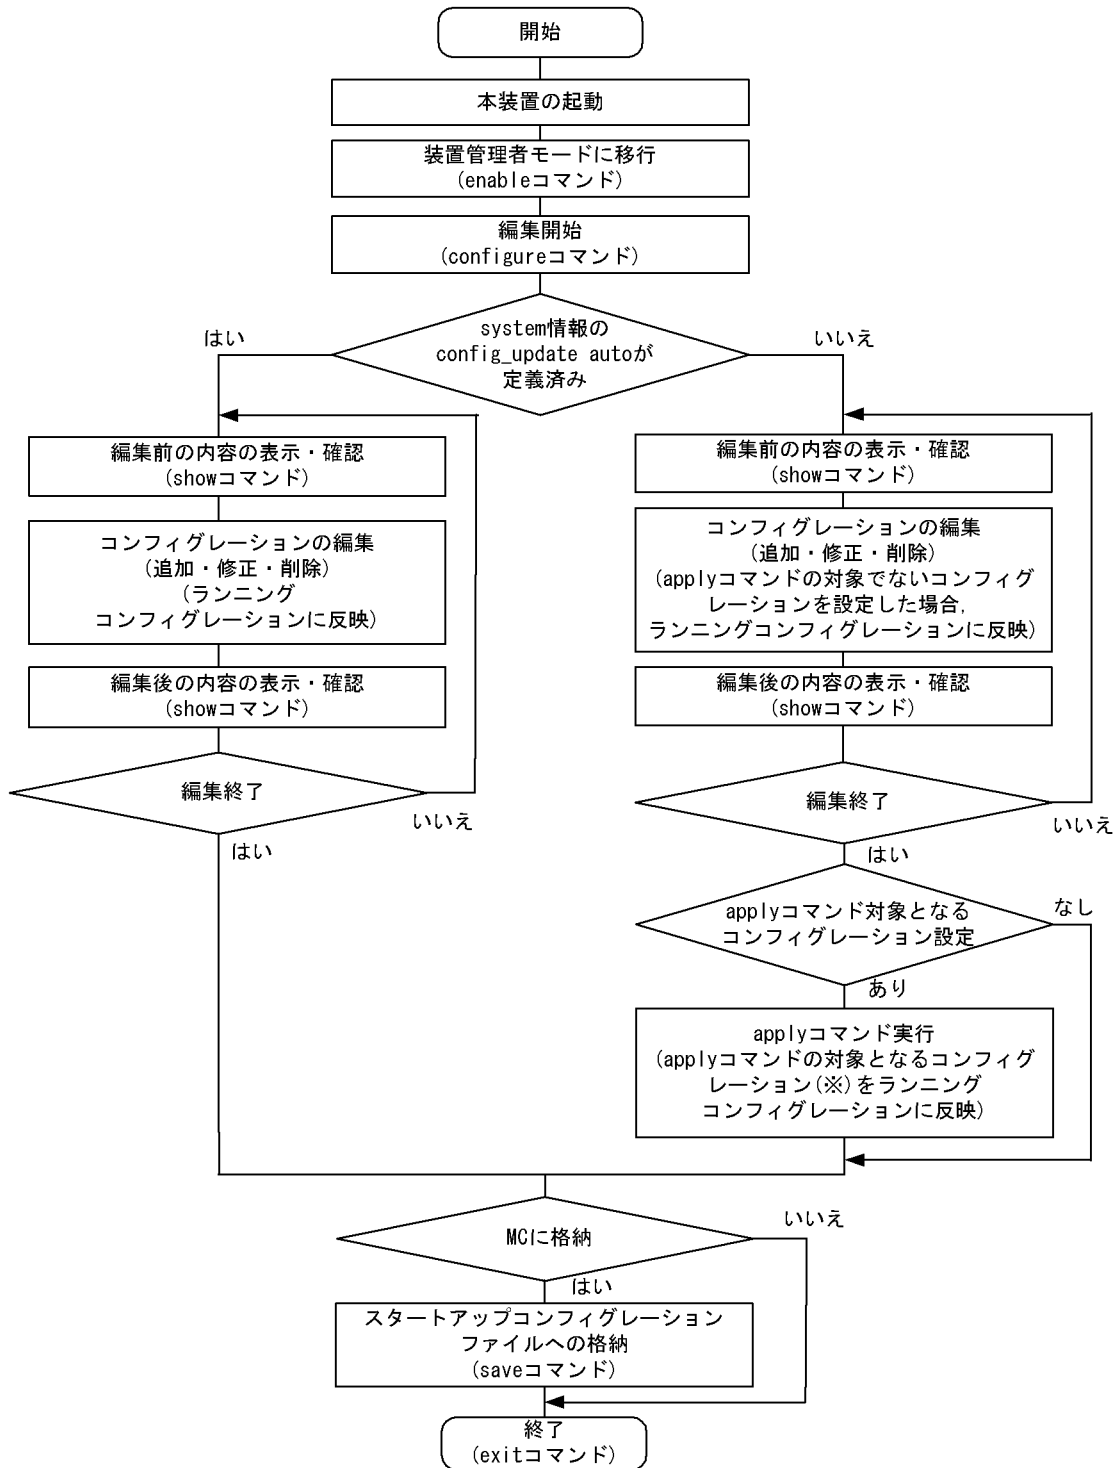 開始
本装置の起動
装置管理者モードに移行
(enableコマンド)
編集開始
(configureコマンド)
system情報の
config_update autoが
定義済み
はい
いいえ
編集前の内容の表示・確認
(showコマンド)
コンフィグレーションの編集
(追加・修正・削除)
(ランニング
コンフィグレーションに反映)
編集後の内容の表示・確認
(showコマンド)
編集終了
いいえ
はい
編集前の内容の表示・確認
(showコマンド)
コンフィグレーションの編集
(追加・修正・削除)
(applyコマンドの対象でないコンフィグ
レーションを設定した場合,
ランニングコンフィグレーションに反映)
編集後の内容の表示・確認
(showコマンド)
編集終了
いいえ
はい
applyコマンド対象となる
コンフィグレーション設定
なし
あり
applyコマンド実行
(applyコマンドの対象となるコンフィグ
レーション(※)をランニング
コンフィグレーションに反映)
MCに格納
いいえ
はい
スタートアップコンフィグレーション
ファイルへの格納
(saveコマンド)
終了
(exitコマンド)